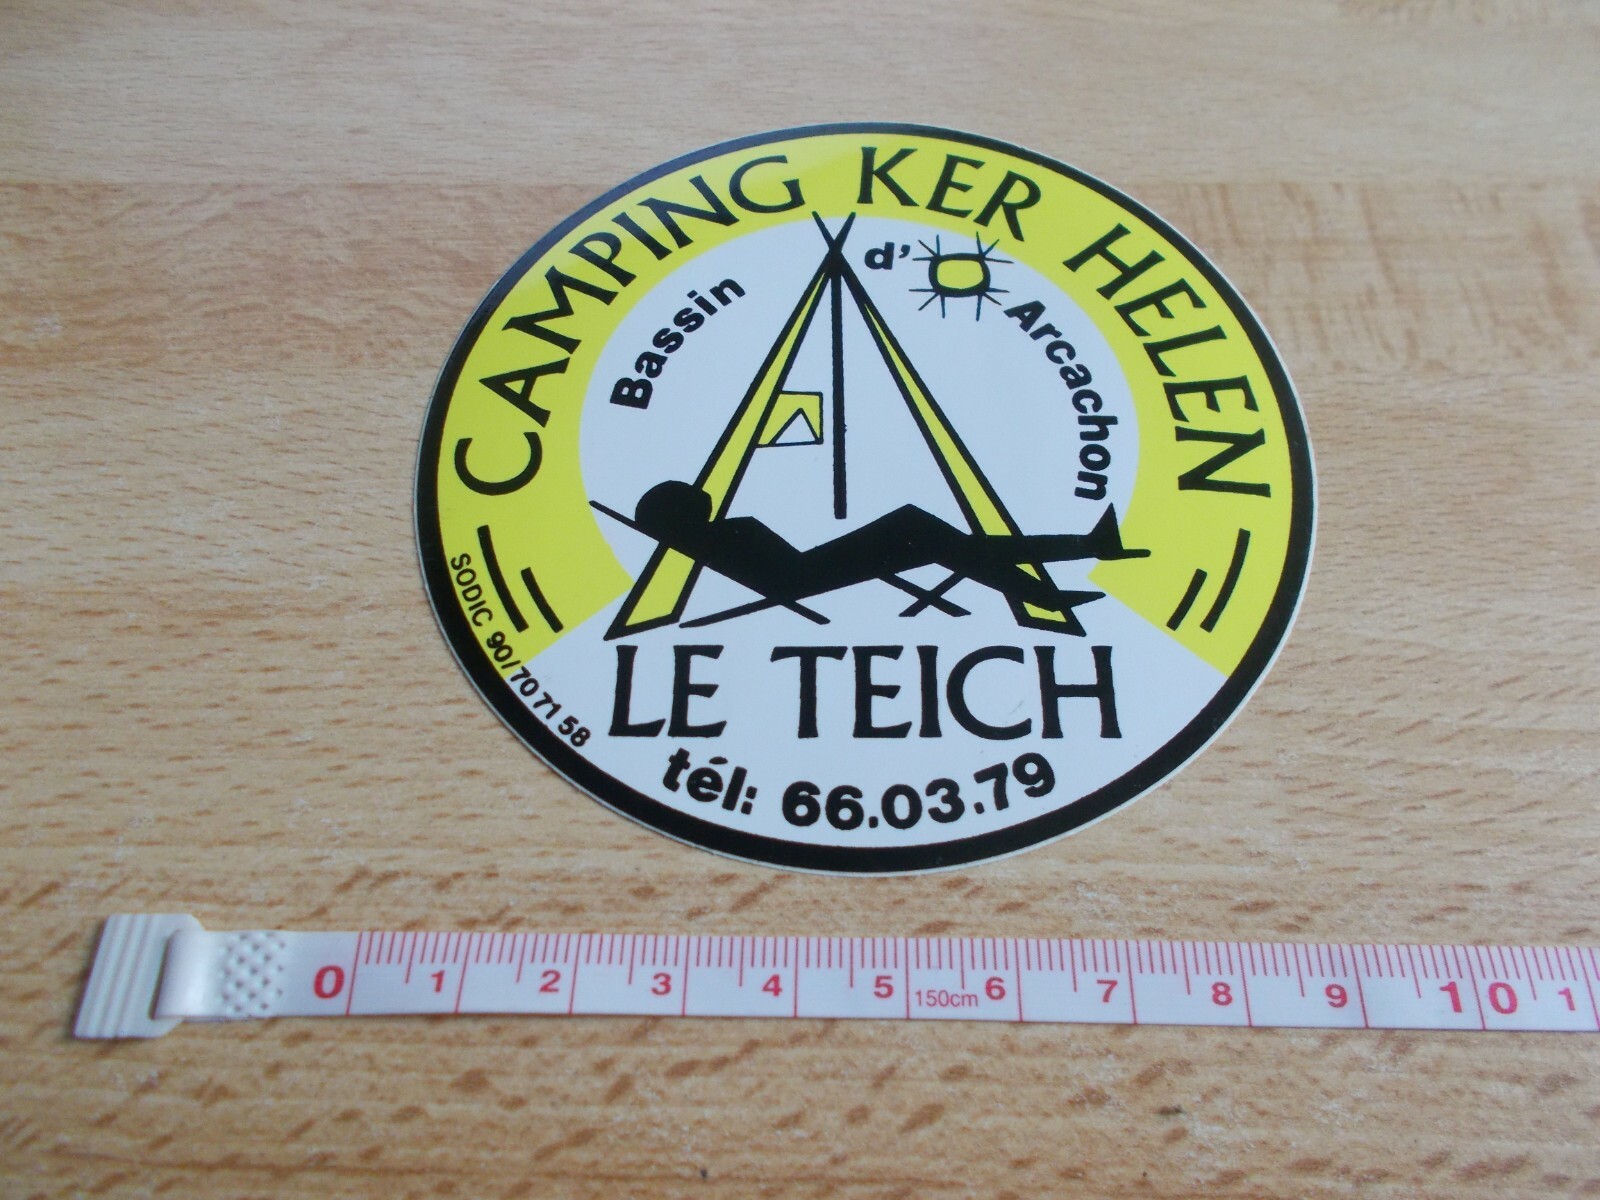 CAMPING KER HELEN
Bassin d' Arcachon
LE TEICH
tél: 66.03.79
SODIC 90/70 71 58
0 1 2 3 4 5 150cm 6 7 8 9 10 1